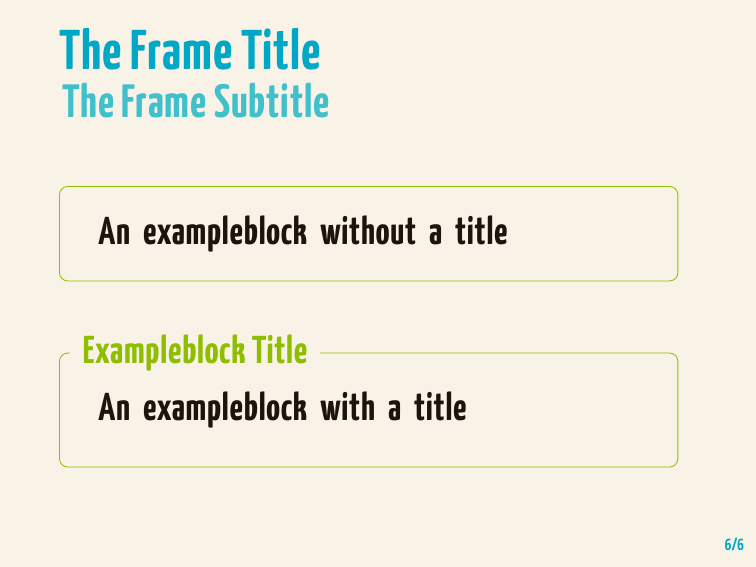 The Frame Title
The Frame Subtitle
An exampleblock without a title
Exampleblock Title
An exampleblock with a title
6/6